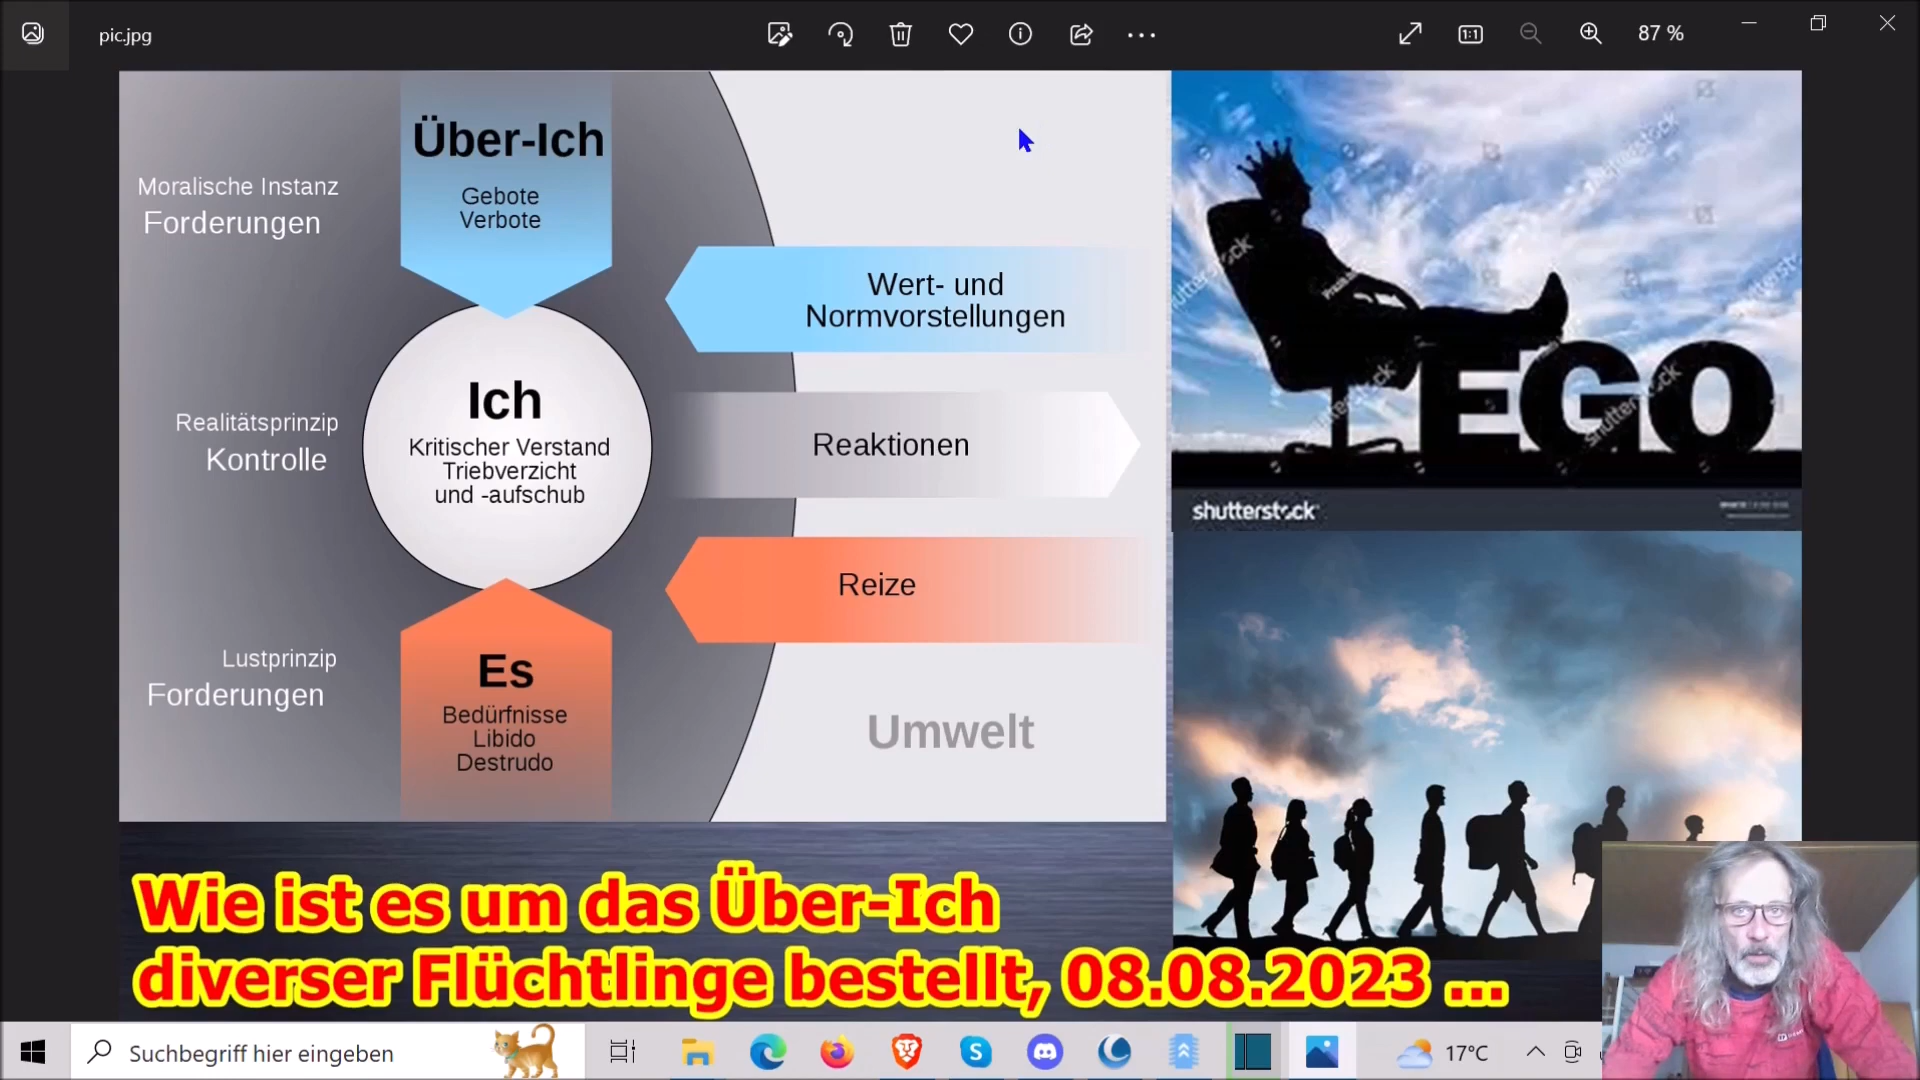 pic.jpg
87 %
Über-Ich
Gebote
Verbote
Moralische Instanz
Forderungen
Wert- und
Normvorstellungen
Ich
Kritischer Verstand
Triebverzicht
und -aufschub
Realitätsprinzip
Kontrolle
Reaktionen
Reize
Lustprinzip
Forderungen
Es
Bedürfnisse
Libido
Destrudo
Umwelt
EGO
shutterstock
Wie ist es um das Über-Ich
diverser Flüchtlinge bestellt, 08.08.2023 ...
Suchbegriff hier eingeben
17°C